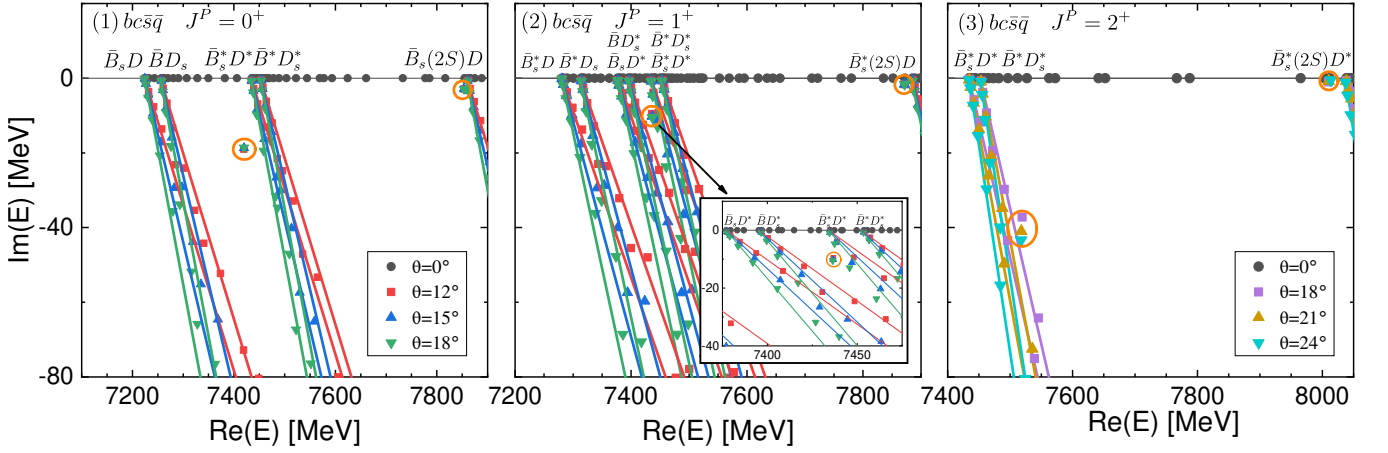 (1) bcs̄q̄ J^P = 0^+
B̄_sD B̄D_s B̄_s^*D^* B̄^*D_s^* B̄_s(2S)D
0
-40
-80
Im(E) [MeV]
θ=0°
θ=12°
θ=15°
θ=18°
7200 7400 7600 7800
Re(E) [MeV]
(2) bcs̄q̄ J^P = 1^+
B̄D_s^* B̄^*D_s^*
B̄_s^*D B̄^*D_s B̄_sD^* B̄_s^*D^* B̄_s^*(2S)D
B̄_sD^* B̄D_s^* B̄_s^*D^* B̄^*D_s^*
0
-20
-40
7400 7450
7400 7600 7800
Re(E) [MeV]
(3) bcs̄q̄ J^P = 2^+
B̄_s^*D^* B̄^*D_s^* B̄_s^*(2S)D^*
θ=0°
θ=18°
θ=21°
θ=24°
7400 7600 7800 8000
Re(E) [MeV]